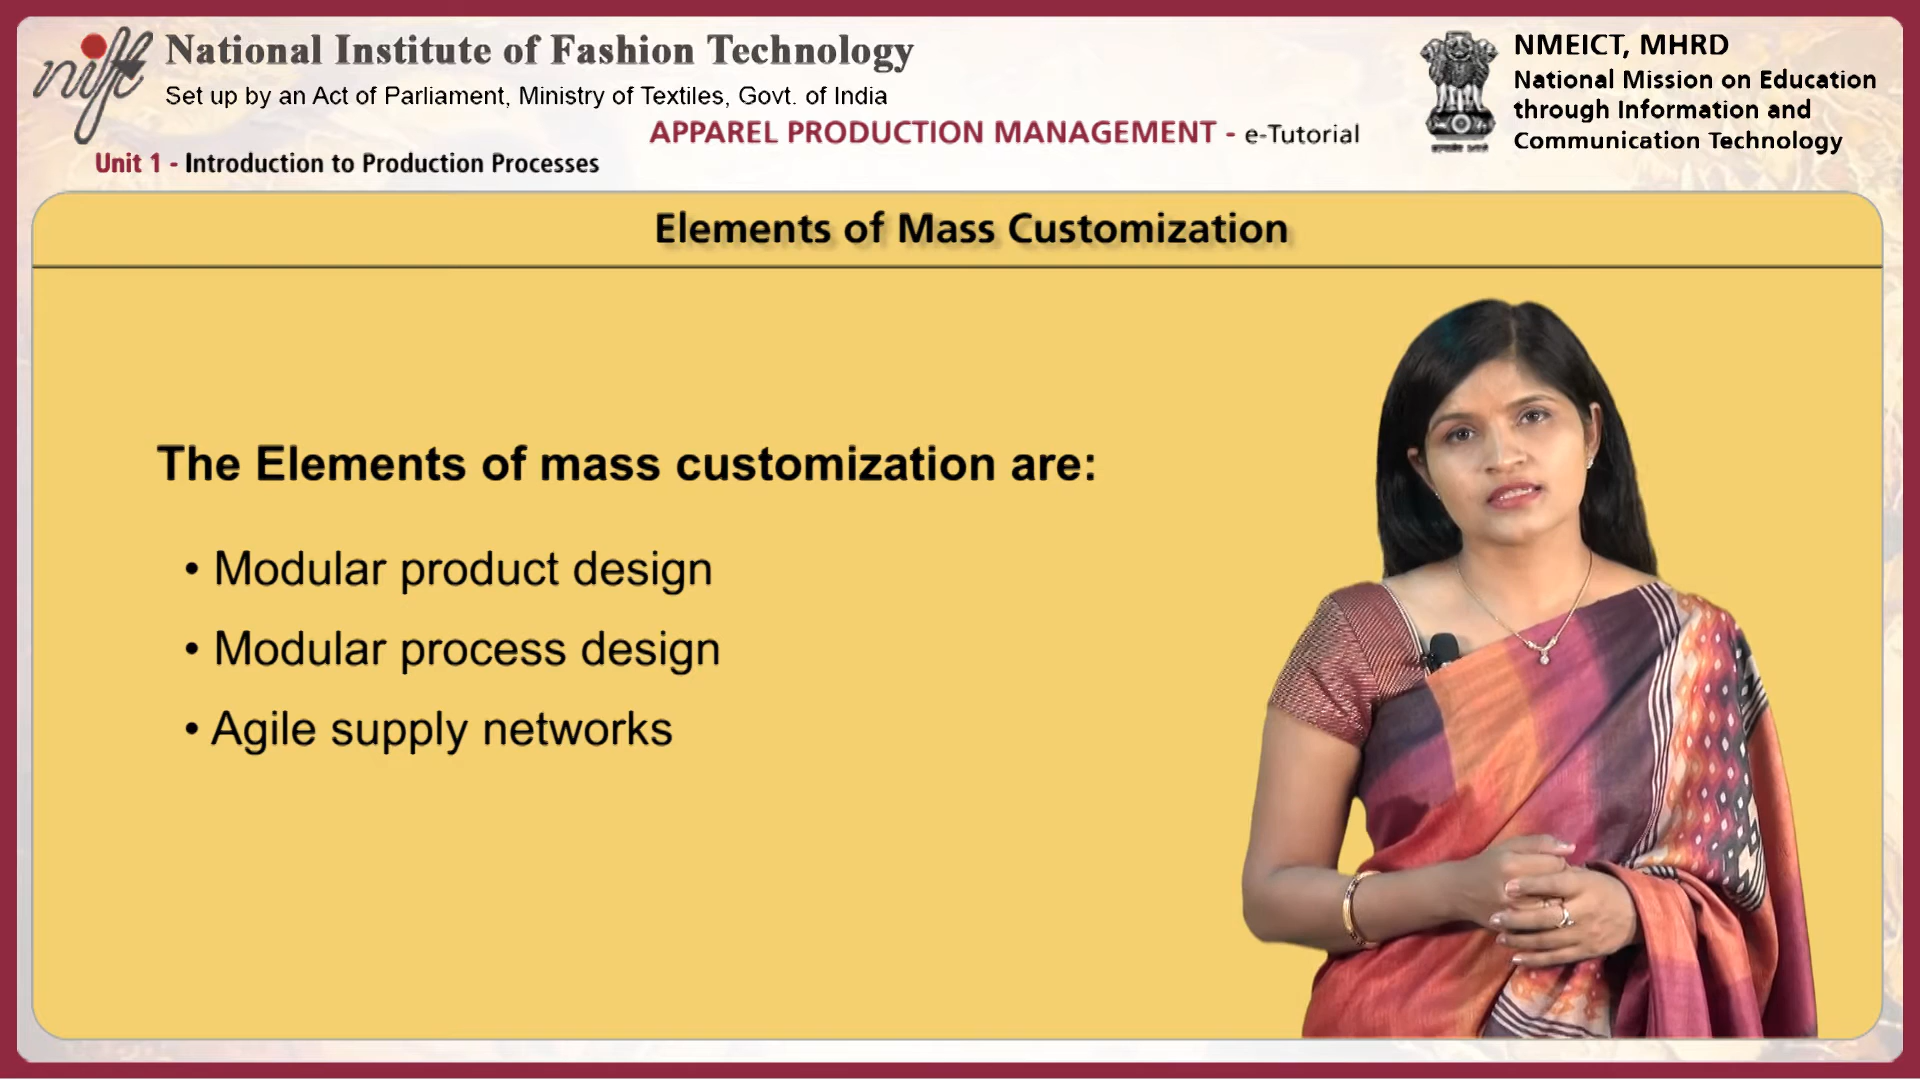 nift
National Institute of Fashion Technology
Set up by an Act of Parliament, Ministry of Textiles, Govt. of India
APPAREL PRODUCTION MANAGEMENT - e-Tutorial
Unit 1 - Introduction to Production Processes
NMEICT, MHRD
National Mission on Education
through Information and
Communication Technology
Elements of Mass Customization
The Elements of mass customization are:
• Modular product design
• Modular process design
• Agile supply networks